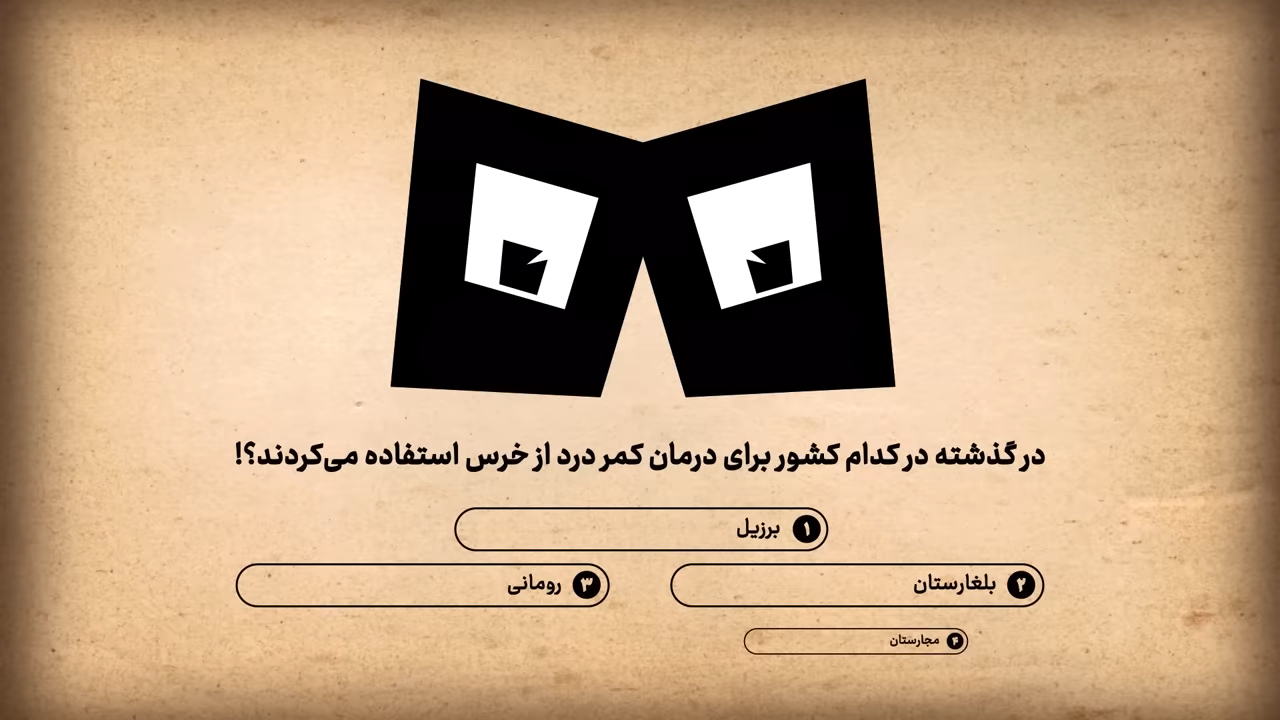 در گذشته در کدام کشور برای درمان کمر درد از خرس استفاده می‌کردند؟!
۱ برزیل
۲ بلغارستان
۳ رومانی
۴ مجارستان